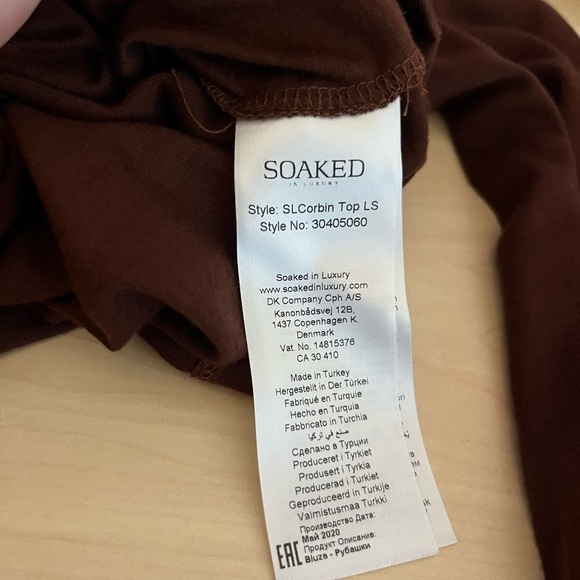 SOAKED
IN LUXURY
Style: SLCorbin Top LS
Style No: 30405060
Soaked in Luxury
www.soakedinluxury.com
DK Company Cph A/S
Kanonbådsvej 12B,
1437 Copenhagen K.
Denmark
Vat. No. 14815376
CA 30 410
Made in Turkey
Hergestellt in Der Türkei
Fabriqué en Turquie
Hecho en Turquia
Fabbricato in Turchia
صنع في تركيا
Сделано в Турции
Produceret i Tyrkiet
Produsert i Tyrkia
Producerad i Turkiet
Geproduceerd in Turkije
Valmistusmaa Turkki
Производство Дата:
Май 2020
EAC Продукт Описание:
Bluza - Рубашки